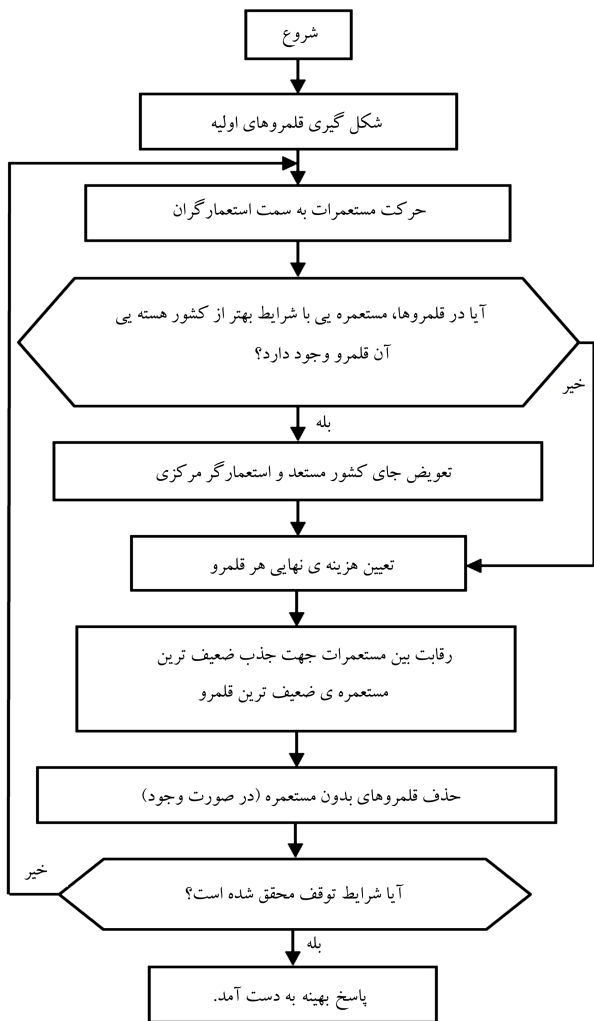 شروع
شکل گیری قلمروهای اولیه
حرکت مستعمرات به سمت استعمارگران
آیا در قلمروها، مستعمره یی با شرایط بهتر از کشور هسته یی
آن قلمرو وجود دارد؟
خیر
بله
تعویض جای کشور مستعد و استعمارگر مرکزی
تعیین هزینه ی نهایی هر قلمرو
رقابت بین مستعمرات جهت جذب ضعیف ترین
مستعمره ی ضعیف ترین قلمرو
حذف قلمروهای بدون مستعمره (در صورت وجود)
آیا شرایط توقف محقق شده است؟
خیر
بله
پاسخ بهینه به دست آمد.